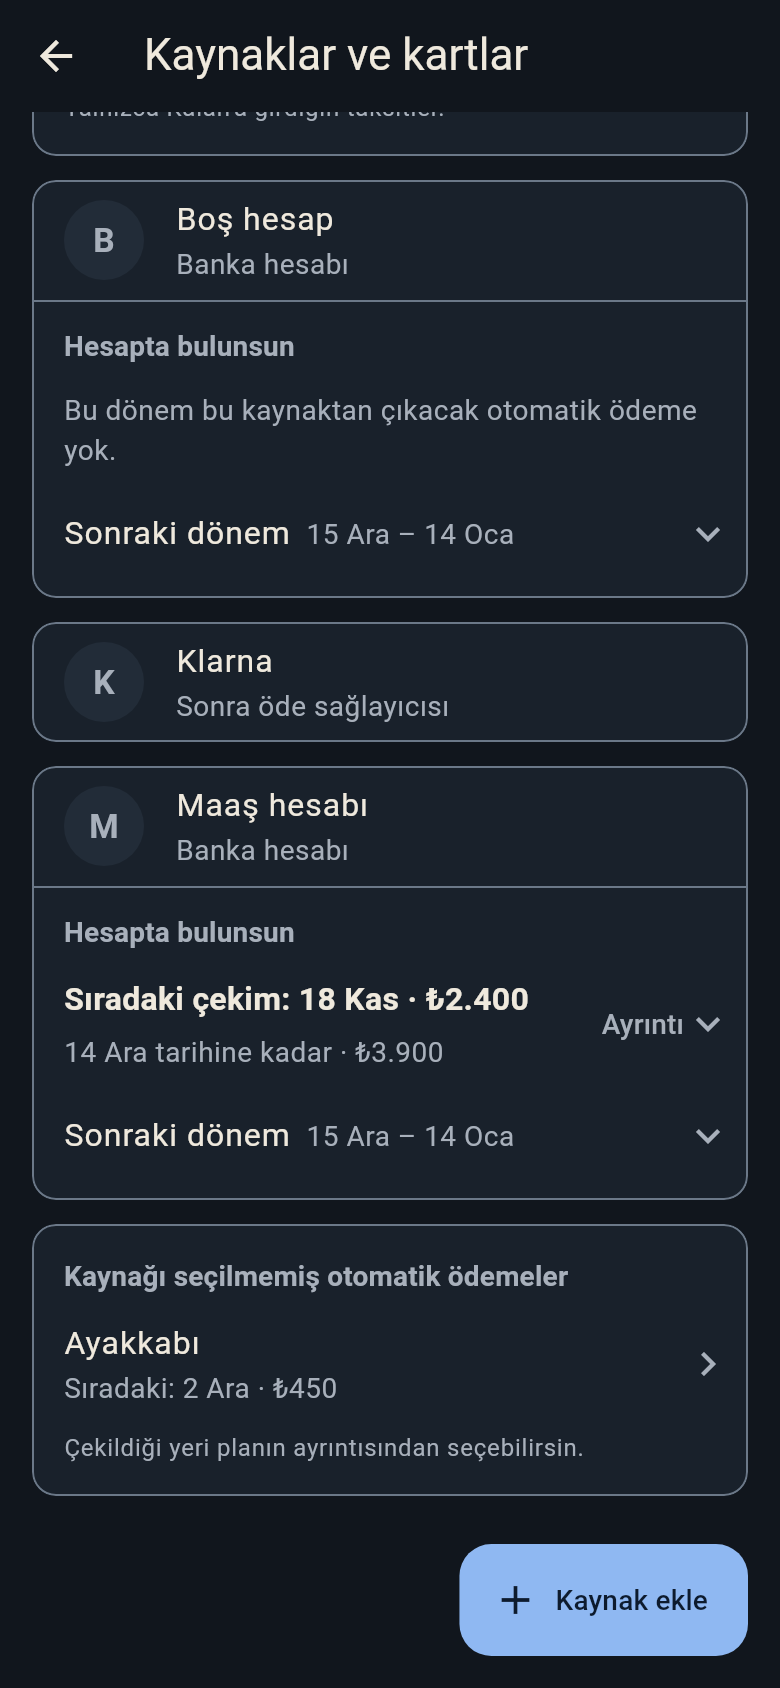 Kaynaklar ve kartlar
B
Boş hesap
Banka hesabı
Hesapta bulunsun
Bu dönem bu kaynaktan çıkacak otomatik ödeme
yok.
Sonraki dönem 15 Ara – 14 Oca
K
Klarna
Sonra öde sağlayıcısı
M
Maaş hesabı
Banka hesabı
Hesapta bulunsun
Sıradaki çekim: 18 Kas · ₺2.400
Ayrıntı
14 Ara tarihine kadar · ₺3.900
Sonraki dönem 15 Ara – 14 Oca
Kaynağı seçilmemiş otomatik ödemeler
Ayakkabı
Sıradaki: 2 Ara · ₺450
Çekildiği yeri planın ayrıntısından seçebilirsin.
+ Kaynak ekle